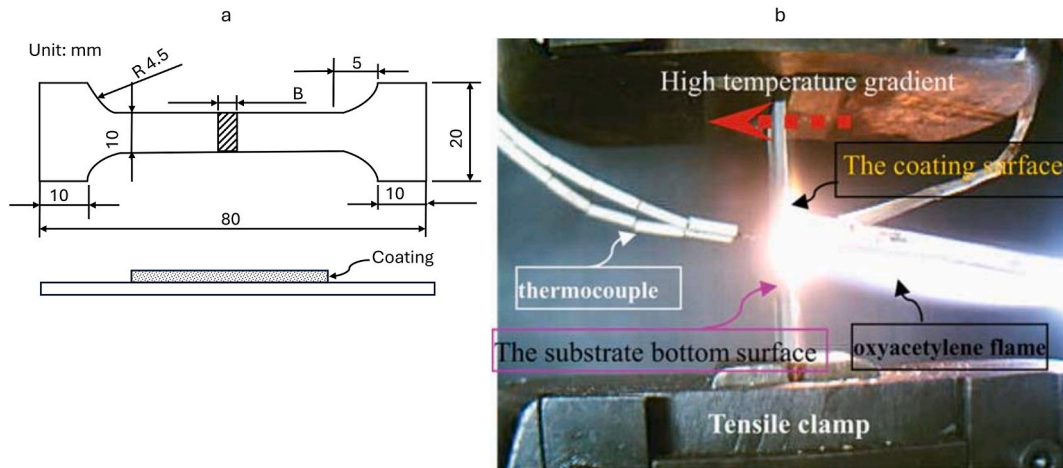 a
b
Unit: mm
R 4.5
5
B
10
20
10
10
80
Coating
High temperature gradient
The coating surface
thermocouple
The substrate bottom surface
oxyacetylene flame
Tensile clamp